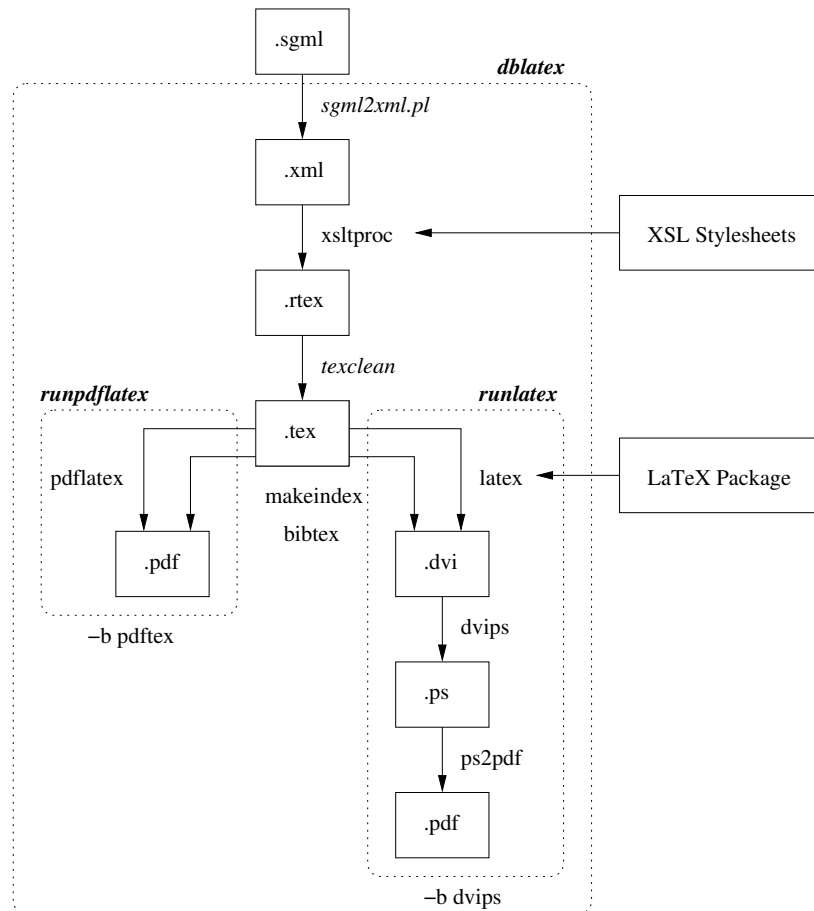 .sgml
dblatex
sgml2xml.pl
.xml
xsltproc
XSL Stylesheets
.rtex
texclean
runpdflatex
runlatex
.tex
pdflatex
latex
LaTeX Package
makeindex
bibtex
.pdf
.dvi
dvips
−b pdftex
.ps
ps2pdf
.pdf
−b dvips